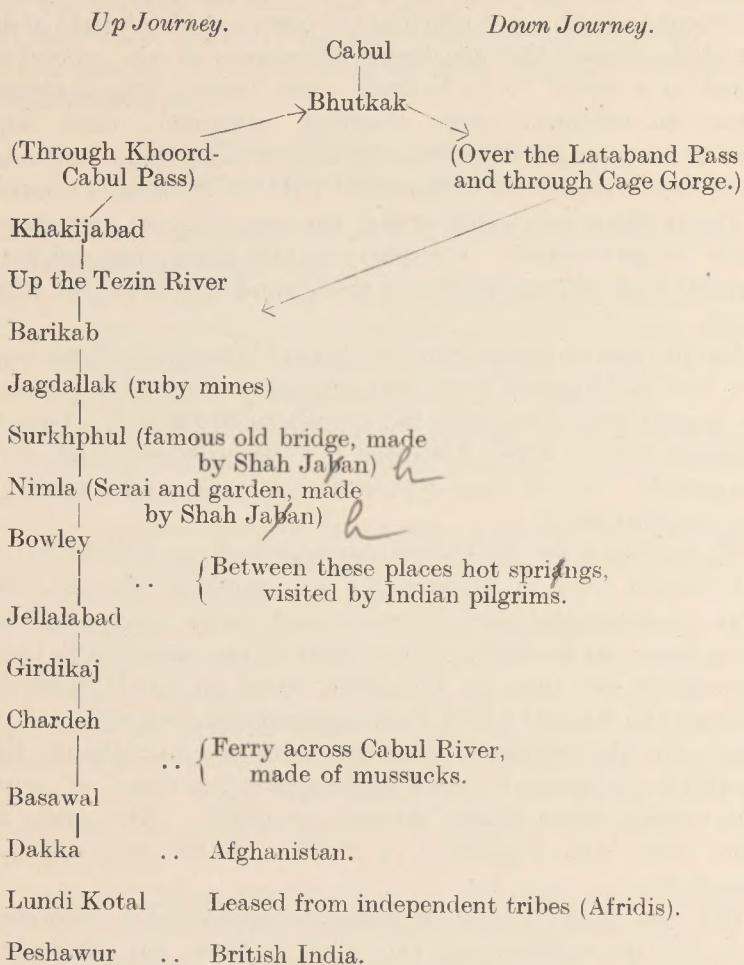 Up Journey. Down Journey.
Cabul
Bhutkak
(Through Khoord-
Cabul Pass)
(Over the Lataband Pass
and through Cage Gorge.)
Khakijabad
Up the Tezin River
Barikab
Jagdallak (ruby mines)
Surkhphul (famous old bridge, made
by Shah Jaban) h
Nimla (Serai and garden, made
by Shah Jaban) h
Bowley
.. Between these places hot springs,
visited by Indian pilgrims.
Jellalabad
Girdikaj
Chardeh
.. Ferry across Cabul River,
made of mussucks.
Basawal
Dakka .. Afghanistan.
Lundi Kotal Leased from independent tribes (Afridis).
Peshawur .. British India.